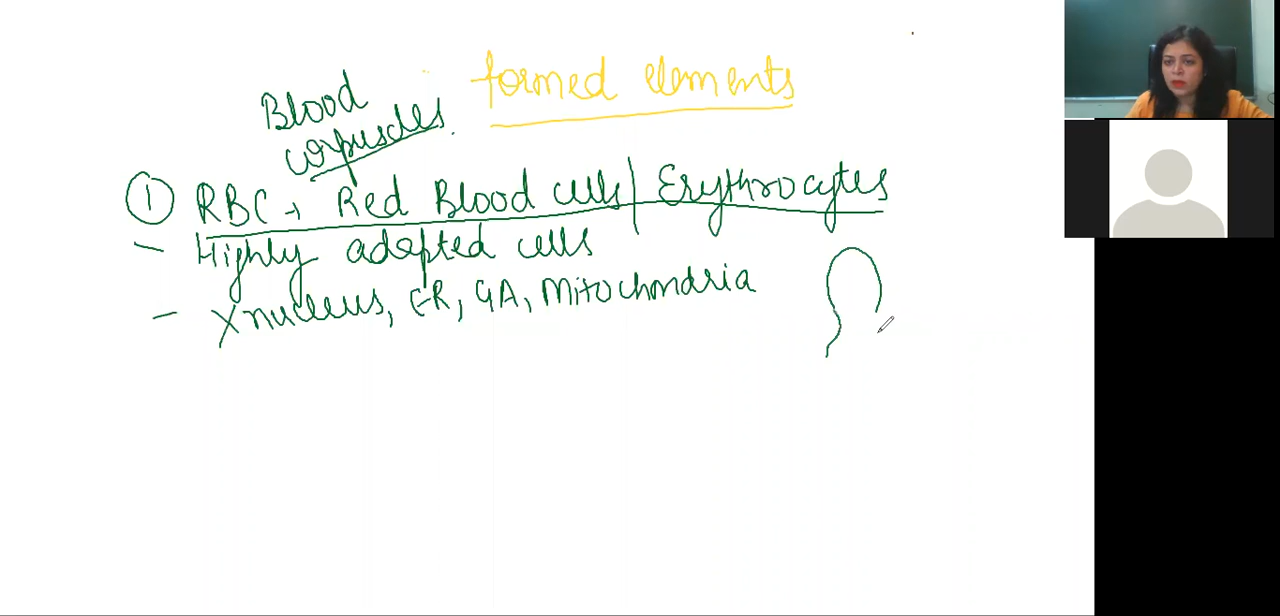 formed elements
Blood
corpuscles.
① RBC → Red Blood cells | Erythrocytes
– Highly adapted cells
– X nucleus, ER, GA, Mitochondria